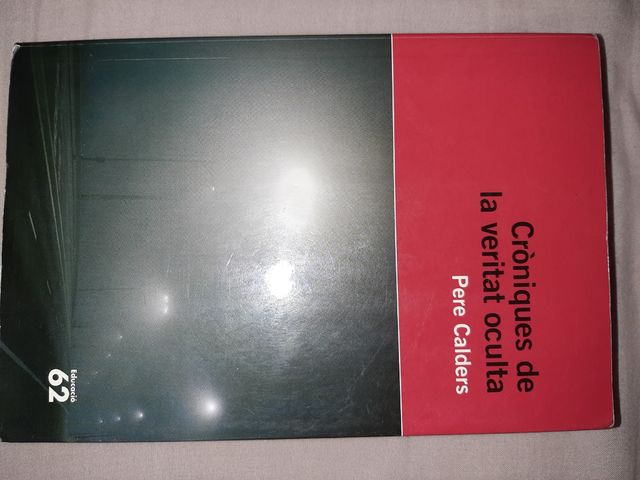 Cròniques de
la veritat oculta
Pere Calders
Educació
62